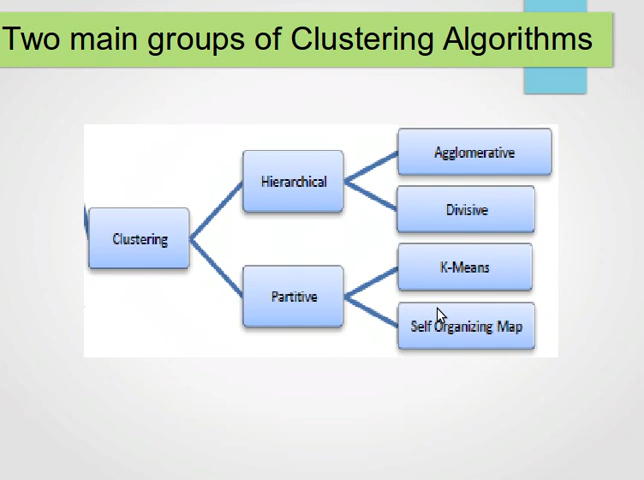 Two main groups of Clustering Algorithms
Agglomerative
Hierarchical
Divisive
Clustering
K-Means
Partitive
Self Organizing Map